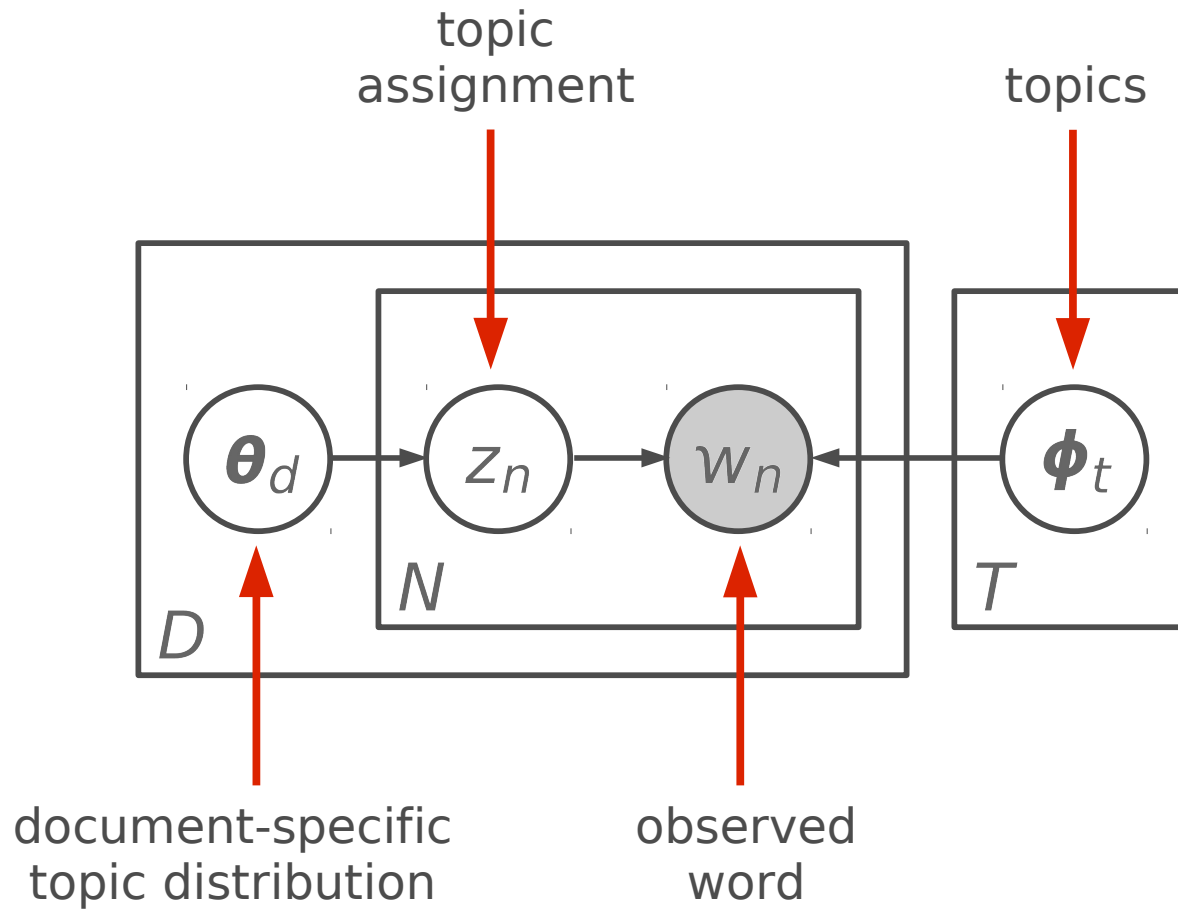 topic
assignment
topics
θd
zn
wn
ϕt
N
T
D
document-specific
topic distribution
observed
word